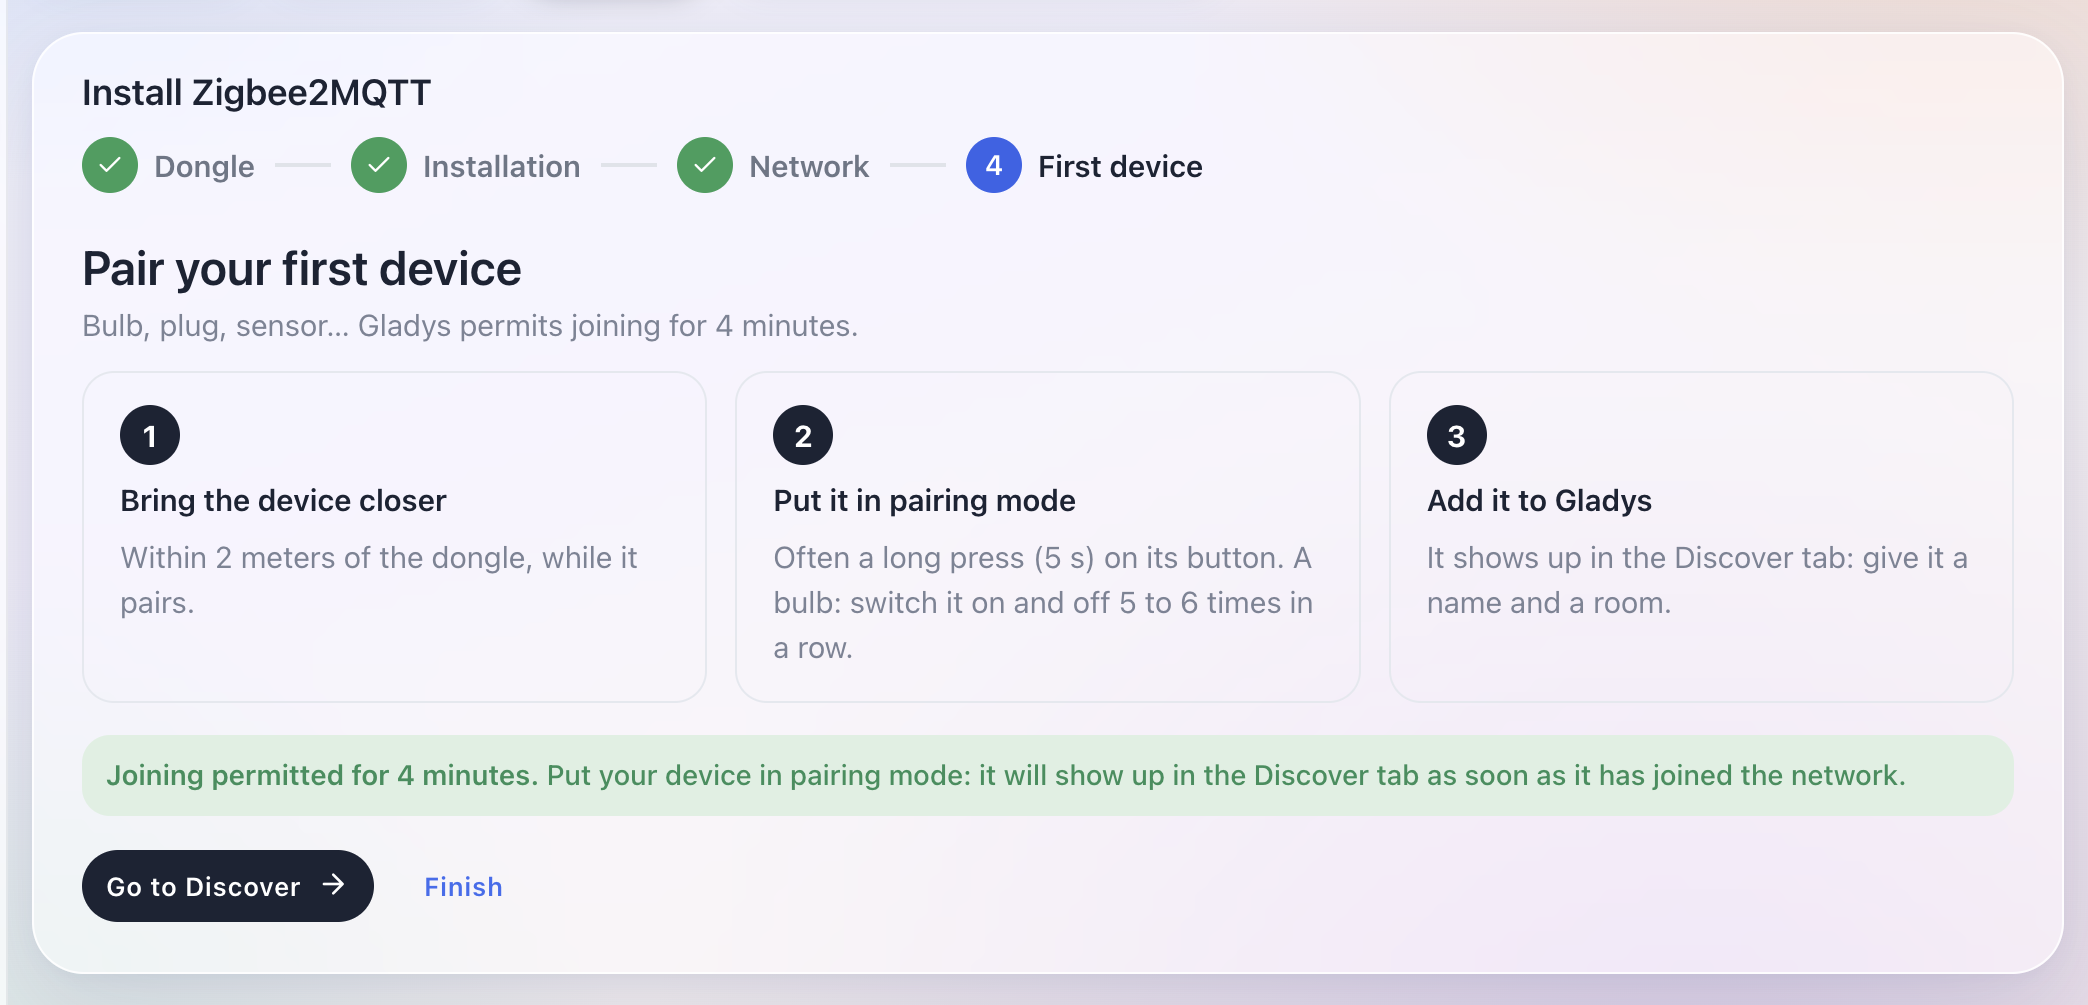 Install Zigbee2MQTT
Dongle
Installation
Network
4 First device
Pair your first device
Bulb, plug, sensor... Gladys permits joining for 4 minutes.
1
Bring the device closer
Within 2 meters of the dongle, while it
pairs.
2
Put it in pairing mode
Often a long press (5 s) on its button. A
bulb: switch it on and off 5 to 6 times in
a row.
3
Add it to Gladys
It shows up in the Discover tab: give it a
name and a room.
Joining permitted for 4 minutes. Put your device in pairing mode: it will show up in the Discover tab as soon as it has joined the network.
Go to Discover →
Finish